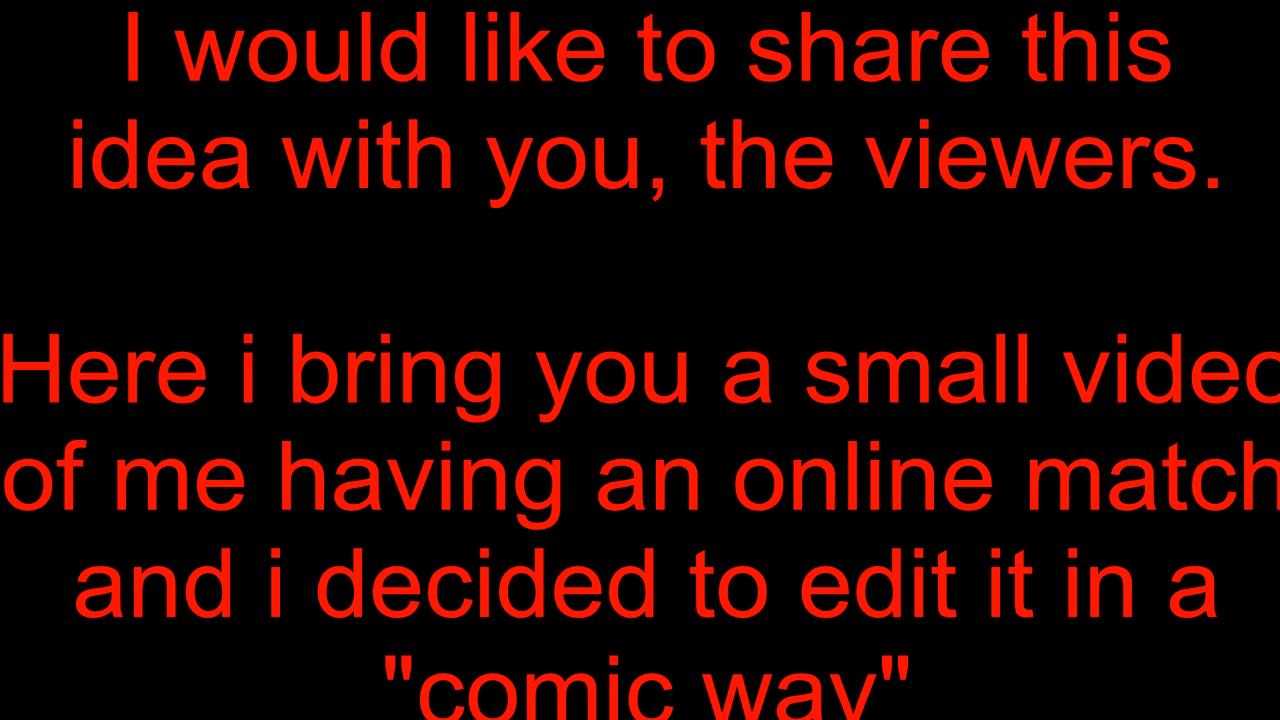 I would like to share this
idea with you, the viewers.
Here i bring you a small video
of me having an online match
and i decided to edit it in a
"comic way"